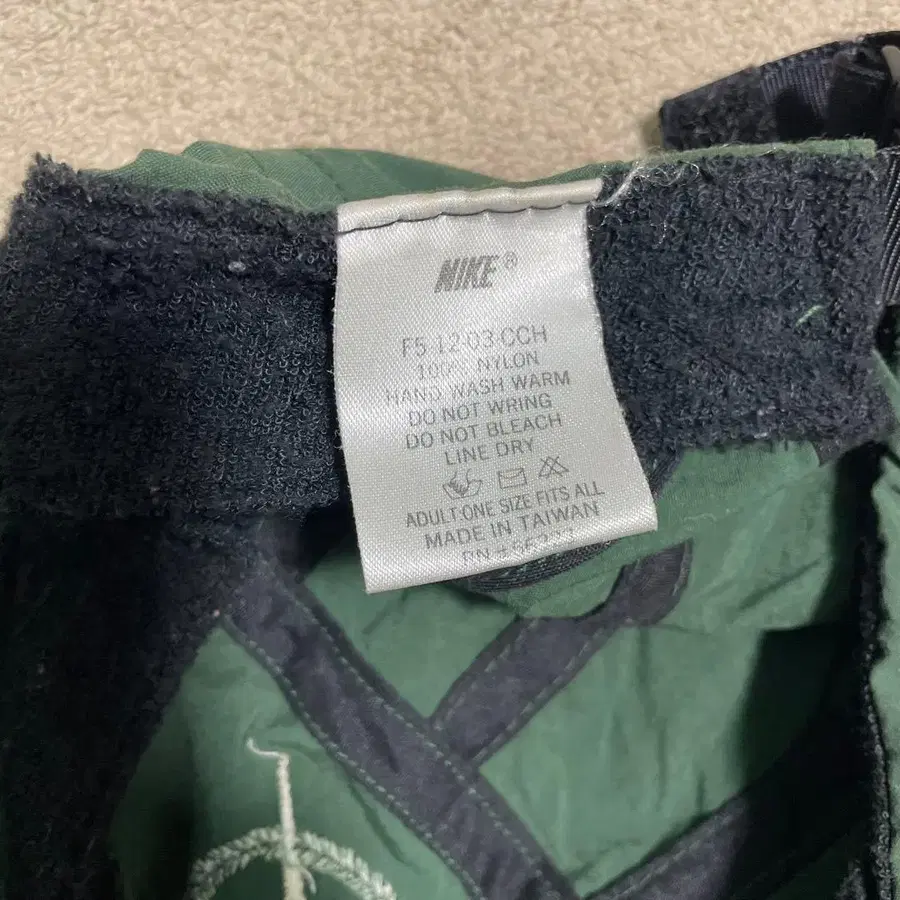 NIKE®
F5 12 03 CCH
100% NYLON
HAND WASH WARM
DO NOT WRING
DO NOT BLEACH
LINE DRY
ADULT-ONE SIZE FITS ALL
MADE IN TAIWAN